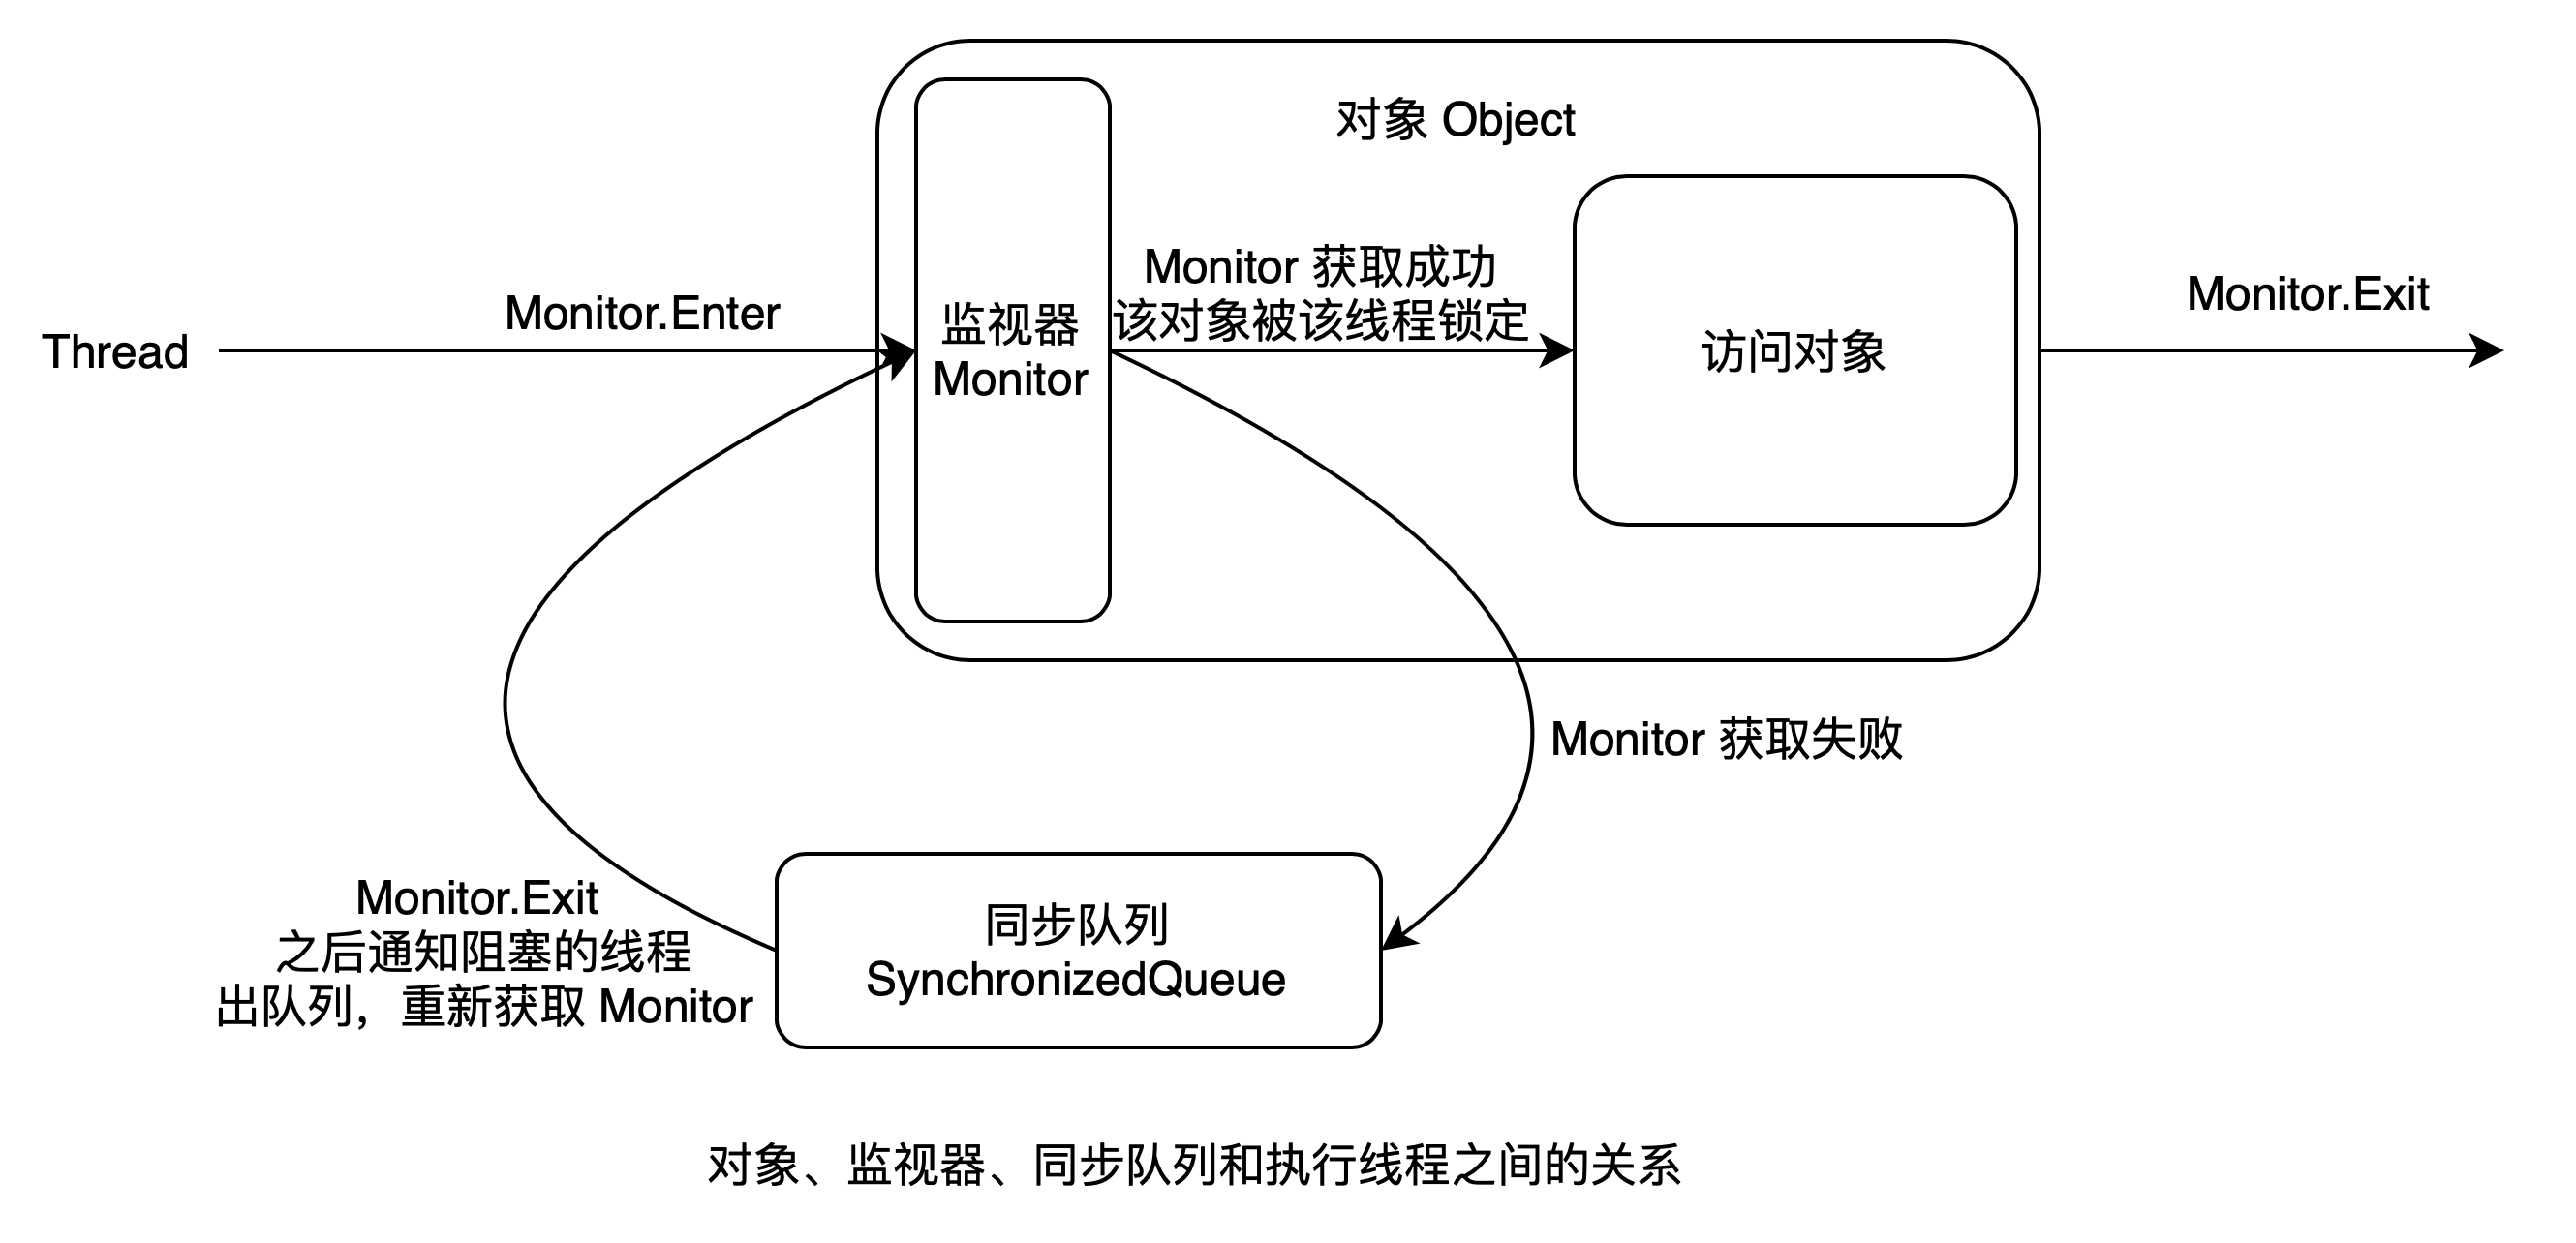 对象 Object
Monitor 获取成功
该对象被该线程锁定
Monitor.Enter
Monitor.Exit
Thread
监视器
Monitor
访问对象
Monitor 获取失败
Monitor.Exit
之后通知阻塞的线程
出队列，重新获取 Monitor
同步队列
SynchronizedQueue
对象、监视器、同步队列和执行线程之间的关系